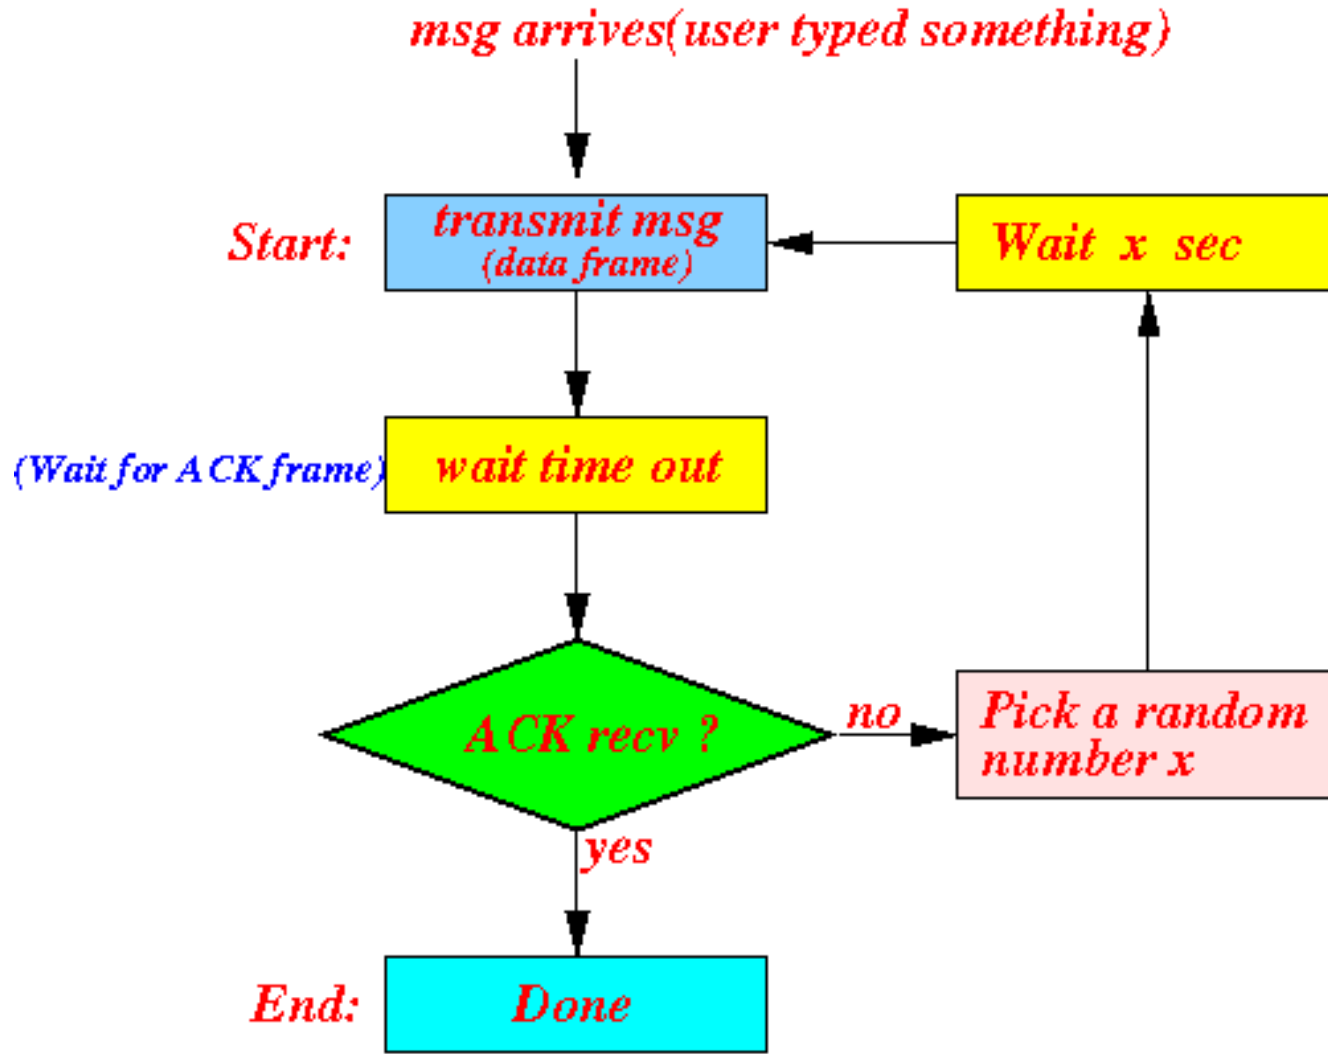 msg arrives(user typed something)
Start:
transmit msg
(data frame)
Wait x sec
(Wait for ACK frame)
wait time out
ACK recv ?
no
Pick a random
number x
yes
End:
Done